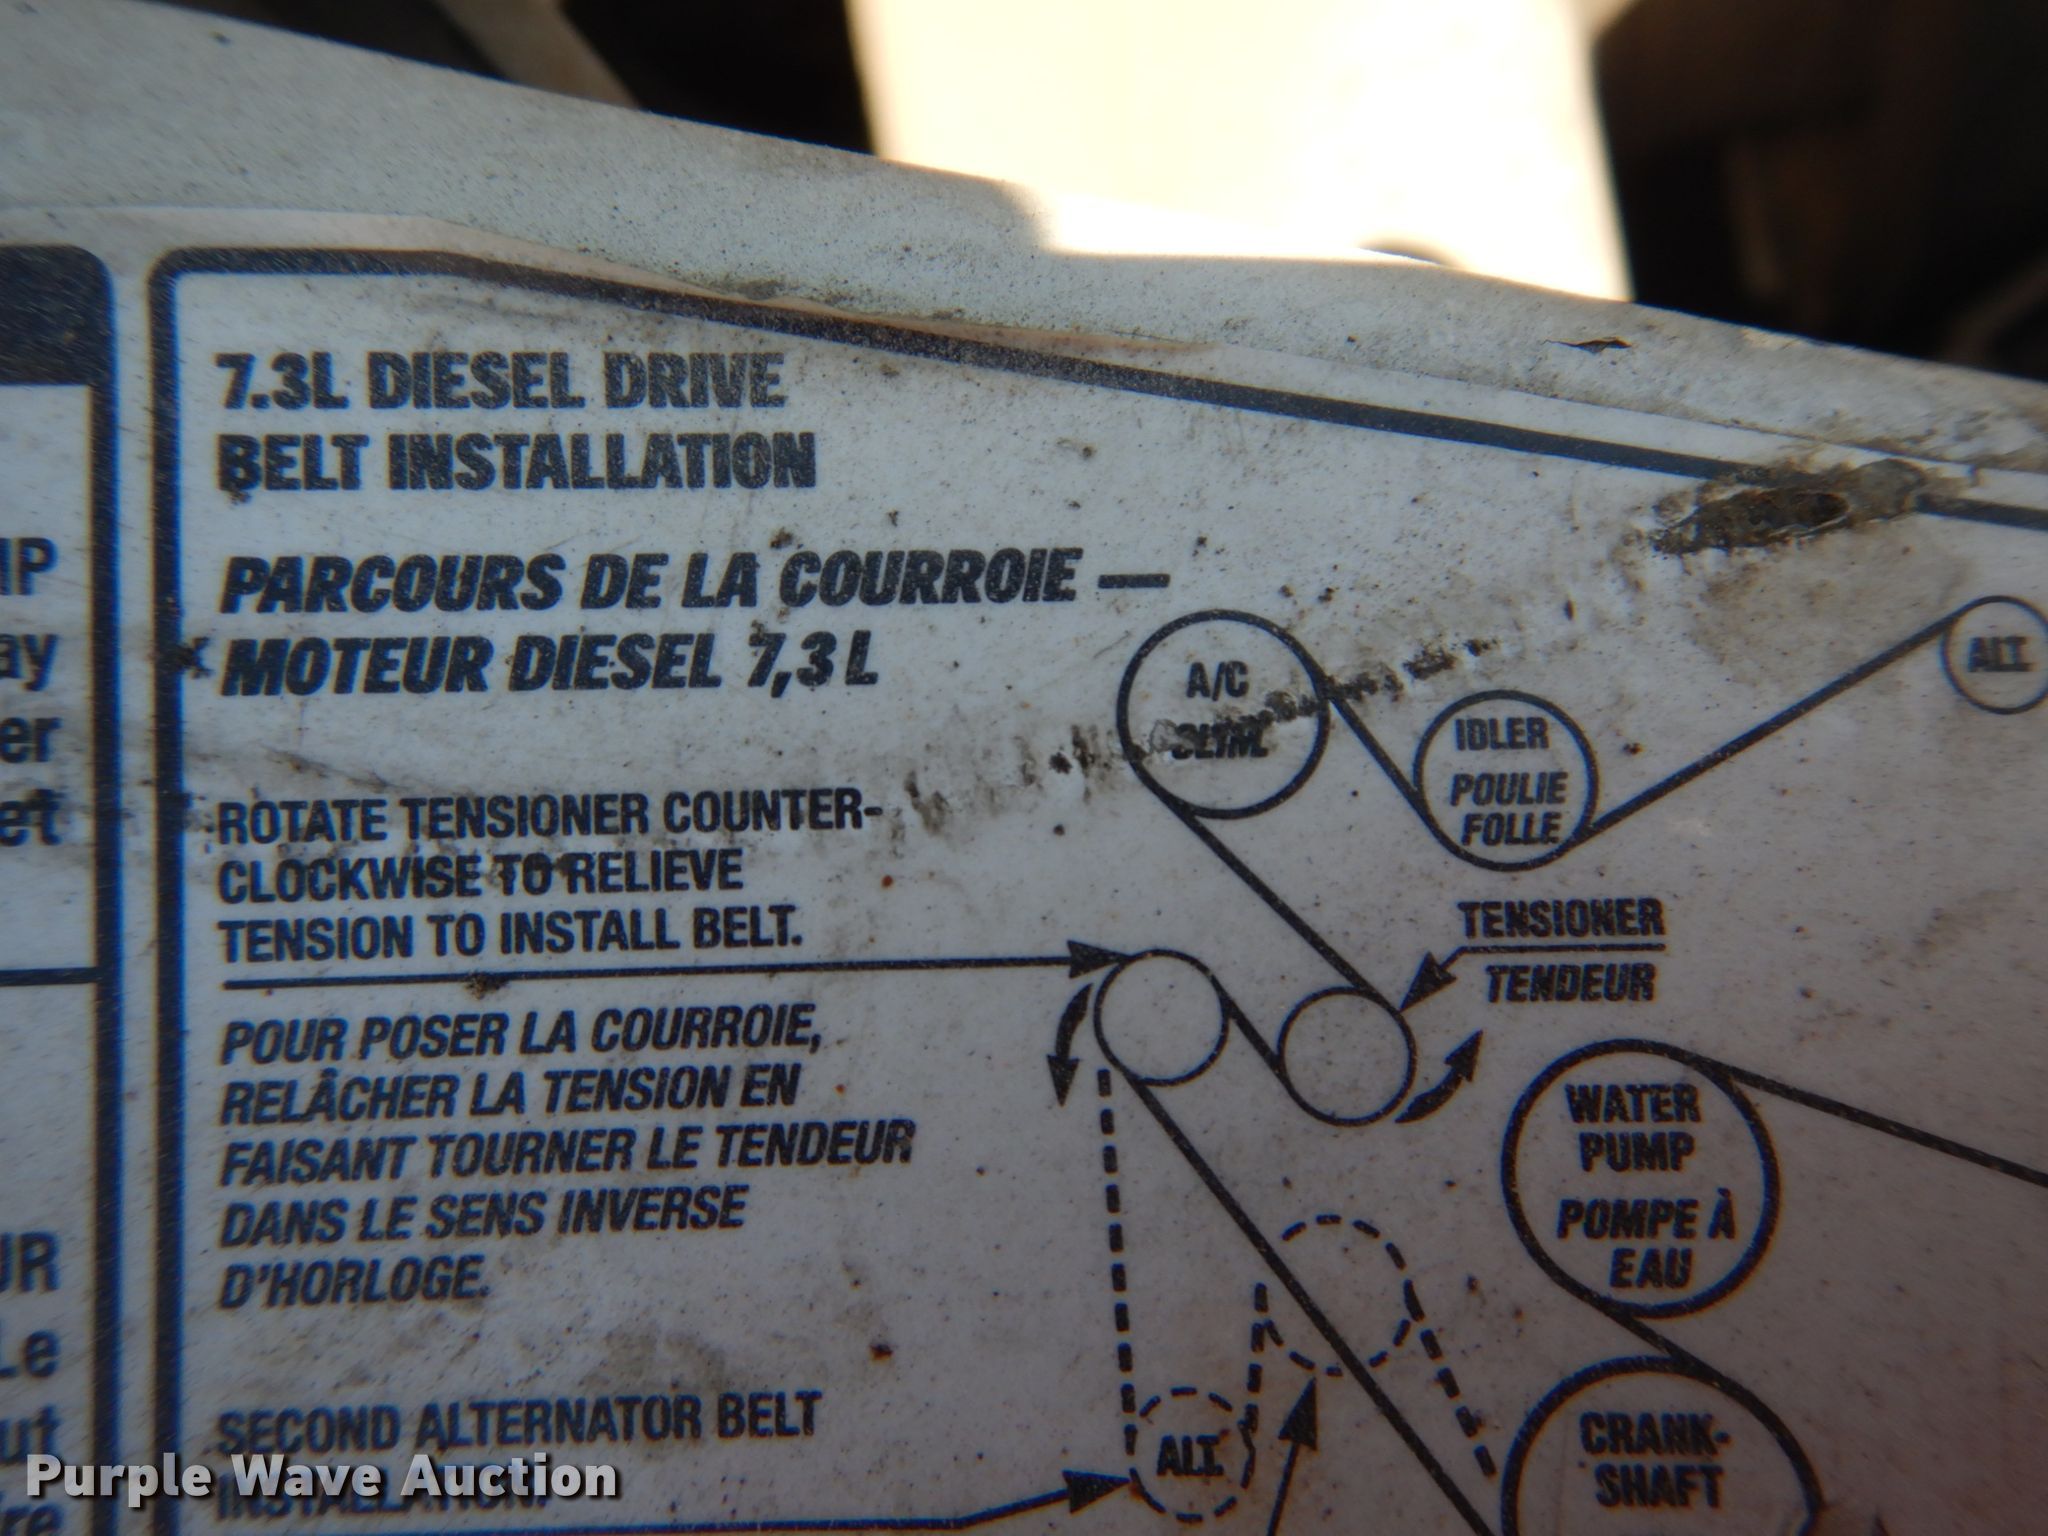 7.3L DIESEL DRIVE
BELT INSTALLATION
PARCOURS DE LA COURROIE —
MOTEUR DIESEL 7,3 L
ROTATE TENSIONER COUNTER-
CLOCKWISE TO RELIEVE
TENSION TO INSTALL BELT.
POUR POSER LA COURROIE,
RELÂCHER LA TENSION EN
FAISANT TOURNER LE TENDEUR
DANS LE SENS INVERSE
D'HORLOGE.
SECOND ALTERNATOR BELT
INSTALLATION.
A/C
CLIM.
IDLER
POULIE
FOLLE
ALT.
TENSIONER
TENDEUR
WATER
PUMP
POMPE À
EAU
ALT.
CRANK-
SHAFT
Le
Purple Wave Auction